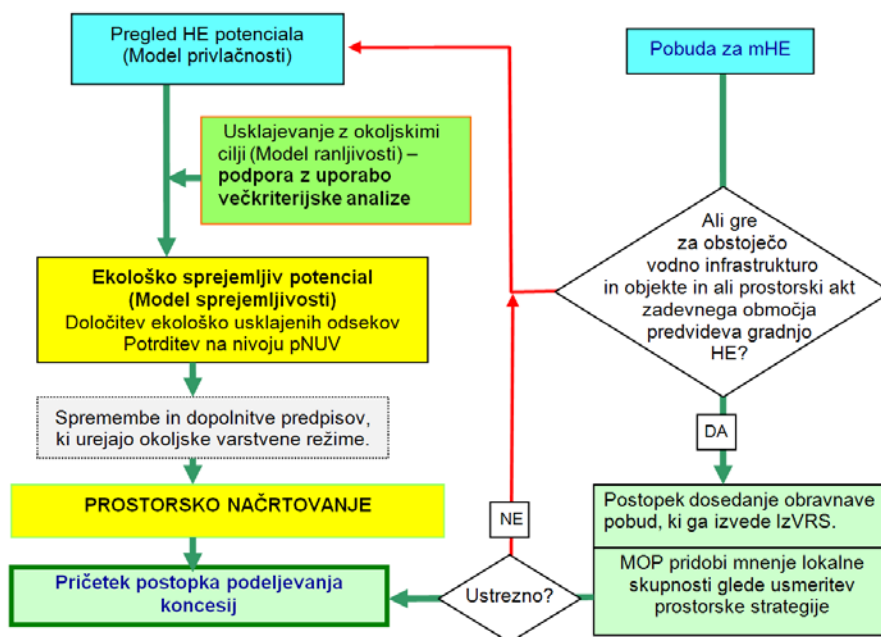 Pregled HE potenciala
(Model privlačnosti)
Pobuda za mHE
Usklajevanje z okoljskimi
cilji (Model ranljivosti) –
podpora z uporabo
večkriterijske analize
Ali gre
za obstoječo
vodno infrastrukturo
in objekte in ali prostorski akt
zadevnega območja
predvideva gradnjo
HE?
Ekološko sprejemljiv potencial
(Model sprejemljivosti)
Določitev ekološko usklajenih odsekov
Potrditev na nivoju pNUV
Spremembe in dopolnitve predpisov,
ki urejajo okoljske varstvene režime.
DA
PROSTORSKO NAČRTOVANJE
NE
Postopek dosedanje obravnave
pobud, ki ga izvede IzVRS.
MOP pridobi mnenje lokalne
skupnosti glede usmeritev
prostorske strategije
Pričetek postopka podeljevanja
koncesij
Ustrezno?